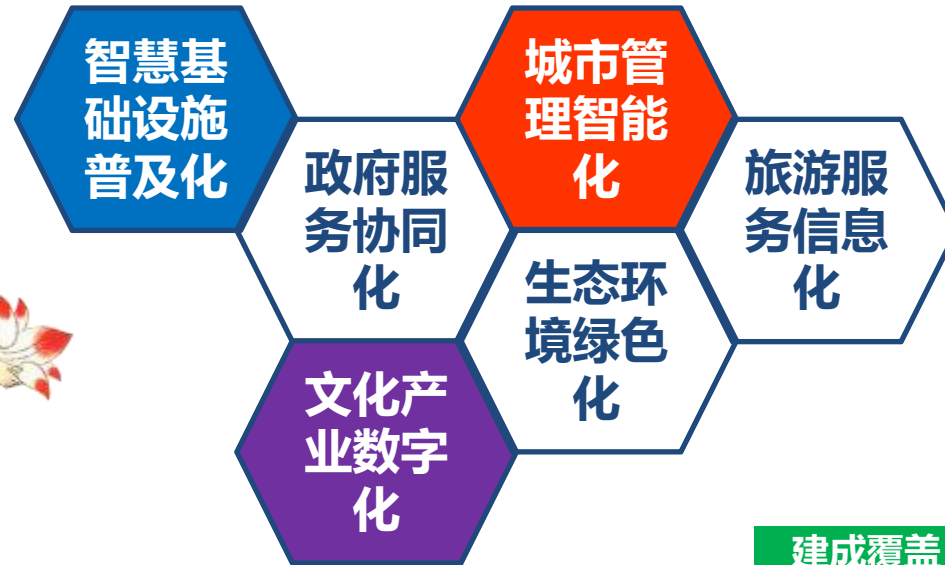 智慧基
础设施
普及化
政府服
务协同
化
城市管
理智能
化
旅游服
务信息
化
生态环
境绿色
化
文化产
业数字
化
建成覆盖